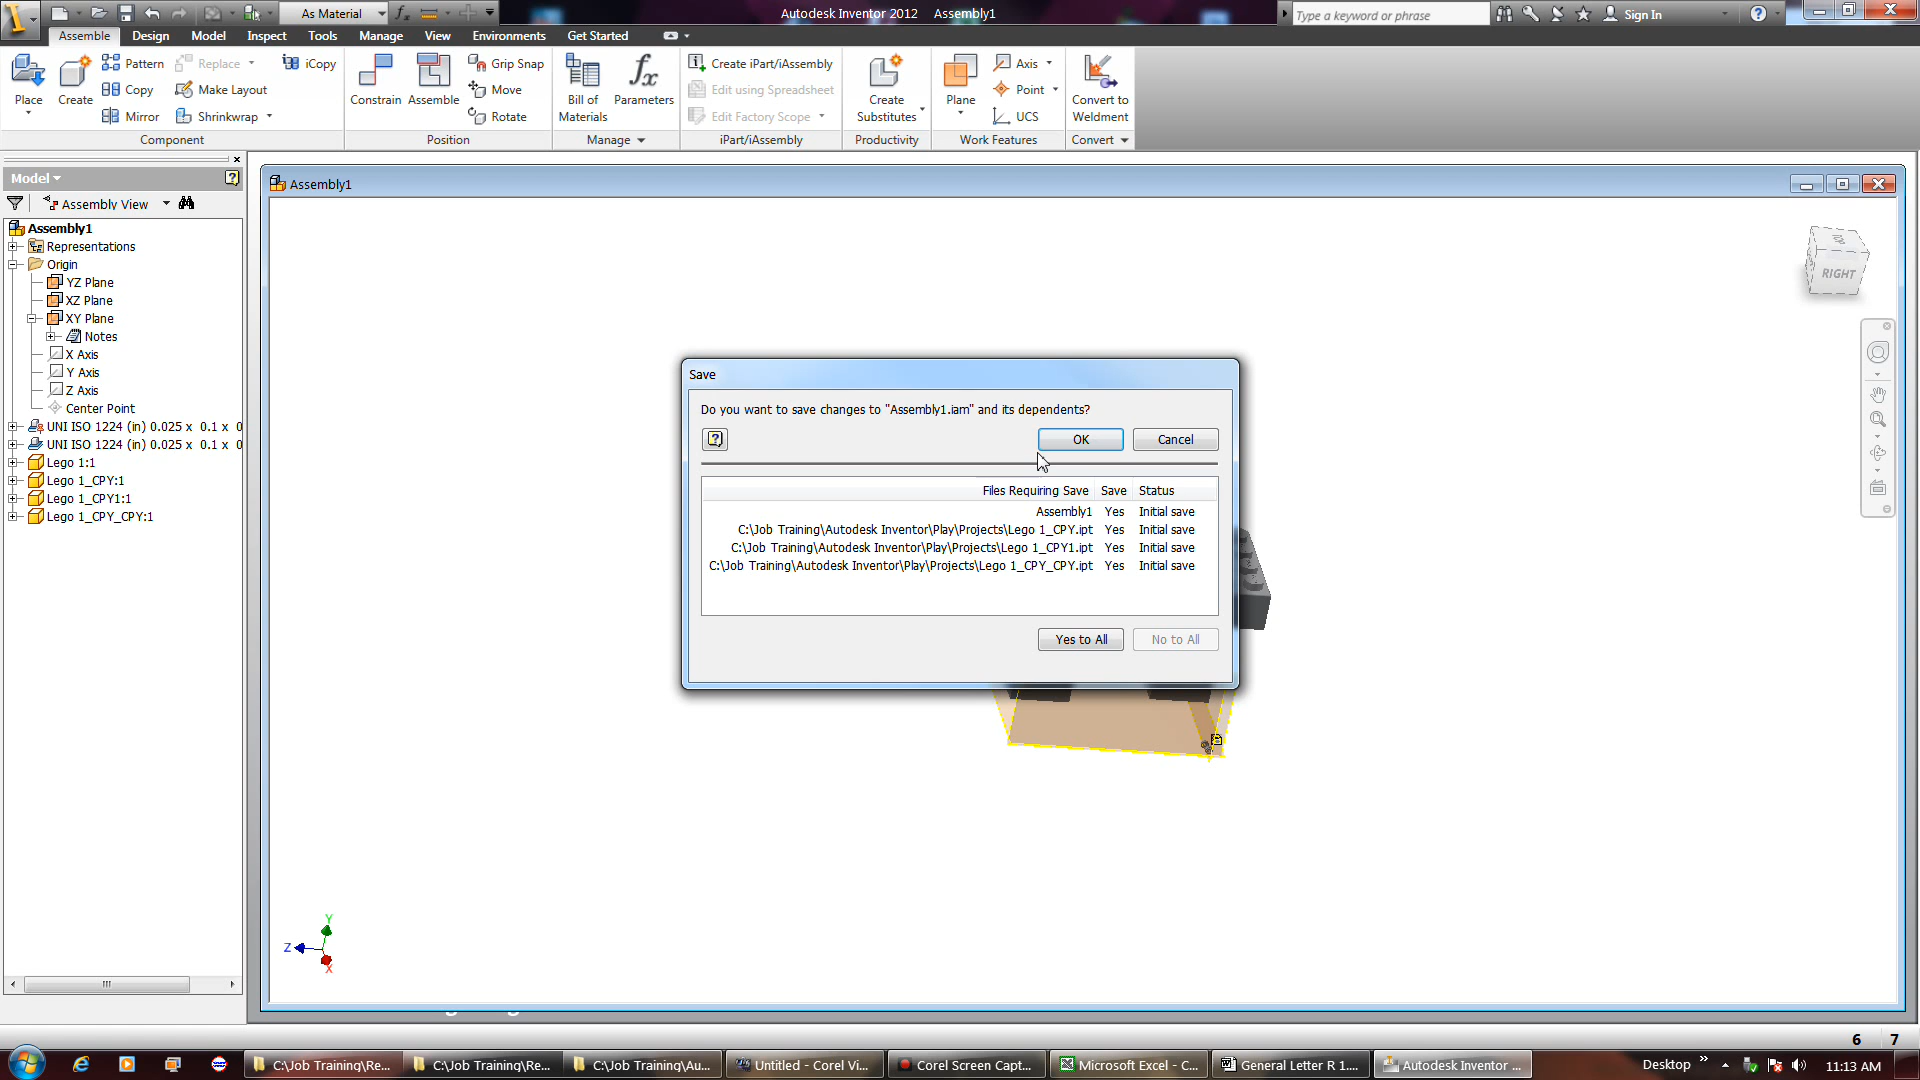 As Material
Autodesk Inventor 2012 Assembly1
Type a keyword or phrase
Sign In
Assemble Design Model Inspect Tools Manage View Environments Get Started
Place
Create
Pattern
Copy
Mirror
Replace
Make Layout
Shrinkwrap
iCopy
Component
Constrain
Assemble
Grip Snap
Move
Rotate
Position
Bill of
Materials
Parameters
Manage
Create iPart/iAssembly
Edit using Spreadsheet
Edit Factory Scope
iPart/iAssembly
Create
Substitutes
Productivity
Plane
Axis
Point
UCS
Work Features
Convert to
Weldment
Convert
Model
Assembly View
Assembly1
Representations
Origin
YZ Plane
XZ Plane
XY Plane
Notes
X Axis
Y Axis
Z Axis
Center Point
UNI ISO 1224 (in) 0.025 x 0.1 x 0
UNI ISO 1224 (in) 0.025 x 0.1 x 0
Lego 1:1
Lego 1_CPY:1
Lego 1_CPY1:1
Lego 1_CPY_CPY:1
Assembly1
TOP
RIGHT
Save
Do you want to save changes to "Assembly1.iam" and its dependents?
OK Cancel
Files Requiring Save Save Status
Assembly1 Yes Initial save
C:\Job Training\Autodesk Inventor\Play\Projects\Lego 1_CPY.ipt Yes Initial save
C:\Job Training\Autodesk Inventor\Play\Projects\Lego 1_CPY1.ipt Yes Initial save
C:\Job Training\Autodesk Inventor\Play\Projects\Lego 1_CPY_CPY.ipt Yes Initial save
Yes to All No to All
Y
Z
X
6 7
C:\Job Training\Re... C:\Job Training\Re... C:\Job Training\Au... Untitled - Corel Vi... Corel Screen Capt... Microsoft Excel - C... General Letter R 1.... Autodesk Inventor ... Desktop 11:13 AM